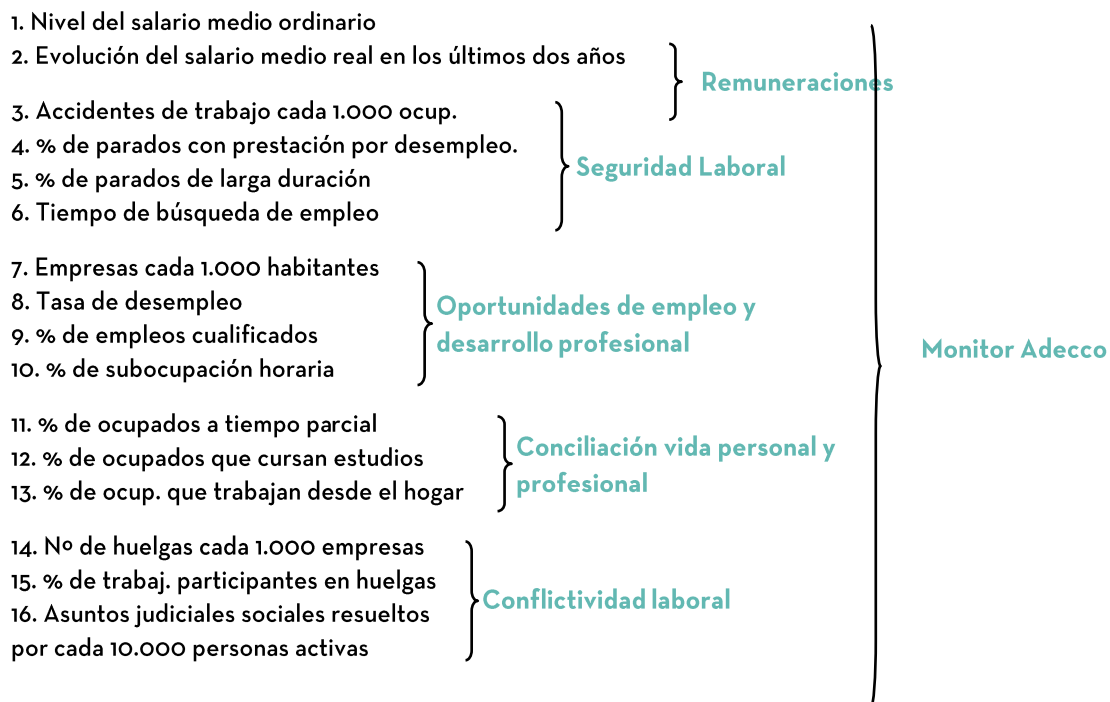 1. Nivel del salario medio ordinario
2. Evolución del salario medio real en los últimos dos años
Remuneraciones
3. Accidentes de trabajo cada 1.000 ocup.
4. % de parados con prestación por desempleo.
5. % de parados de larga duración
6. Tiempo de búsqueda de empleo
Seguridad Laboral
7. Empresas cada 1.000 habitantes
8. Tasa de desempleo
9. % de empleos cualificados
10. % de subocupación horaria
Oportunidades de empleo y
desarrollo profesional
11. % de ocupados a tiempo parcial
12. % de ocupados que cursan estudios
13. % de ocup. que trabajan desde el hogar
Conciliación vida personal y
profesional
14. Nº de huelgas cada 1.000 empresas
15. % de trabaj. participantes en huelgas
16. Asuntos judiciales sociales resueltos
por cada 10.000 personas activas
Conflictividad laboral
Monitor Adecco